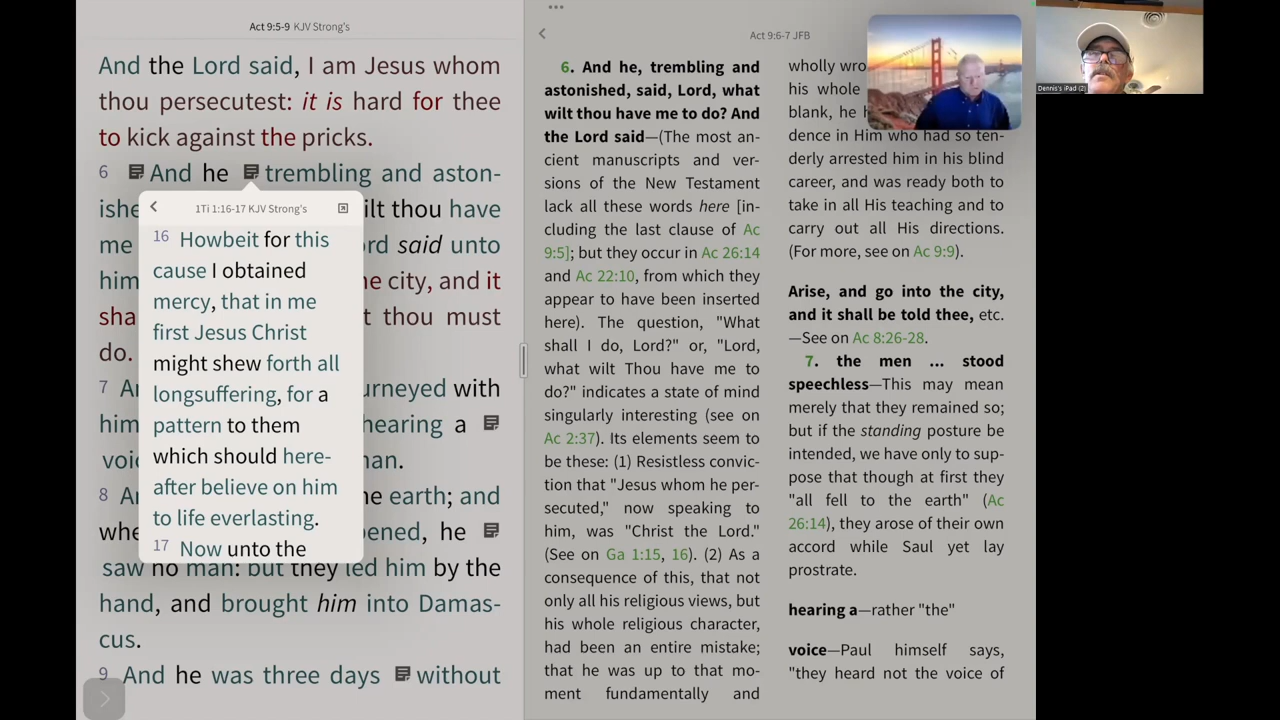 Act 9:5-9 KJV Strong's
And the Lord said, I am Jesus whom
thou persecutest: it is hard for thee
to kick against the pricks.
6 And he trembling and aston-
ishe
ilt thou have
me
ord said unto
him
he city, and it
sha
t thou must
do.
7 An
urneyed with
him
hearing a
voic
nan.
8 An
he earth; and
whe
pened, he
saw no man: but they led him by the
hand, and brought him into Damas-
cus.
9 And he was three days without
1Ti 1:16-17 KJV Strong's
16 Howbeit for this
cause I obtained
mercy, that in me
first Jesus Christ
might shew forth all
longsuffering, for a
pattern to them
which should here-
after believe on him
to life everlasting.
17 Now unto the
Act 9:6-7 JFB
6. And he, trembling and
astonished, said, Lord, what
wilt thou have me to do? And
the Lord said—(The most an-
cient manuscripts and ver-
sions of the New Testament
lack all these words here [in-
cluding the last clause of Ac
9:5]; but they occur in Ac 26:14
and Ac 22:10, from which they
appear to have been inserted
here). The question, "What
shall I do, Lord?" or, "Lord,
what wilt Thou have me to
do?" indicates a state of mind
singularly interesting (see on
Ac 2:37). Its elements seem to
be these: (1) Resistless convic-
tion that "Jesus whom he per-
secuted," now speaking to
him, was "Christ the Lord."
(See on Ga 1:15, 16). (2) As a
consequence of this, that not
only all his religious views, but
his whole religious character,
had been an entire mistake;
that he was up to that mo-
ment fundamentally and
wholly wro
his whole
blank, he h
dence in Him who had so ten-
derly arrested him in his blind
career, and was ready both to
take in all His teaching and to
carry out all His directions.
(For more, see on Ac 9:9).
Arise, and go into the city,
and it shall be told thee, etc.
—See on Ac 8:26-28.
7. the men ... stood
speechless—This may mean
merely that they remained so;
but if the standing posture be
intended, we have only to sup-
pose that though at first they
"all fell to the earth" (Ac
26:14), they arose of their own
accord while Saul yet lay
prostrate.
hearing a—rather "the"
voice—Paul himself says,
"they heard not the voice of
Dennis's iPad (2)